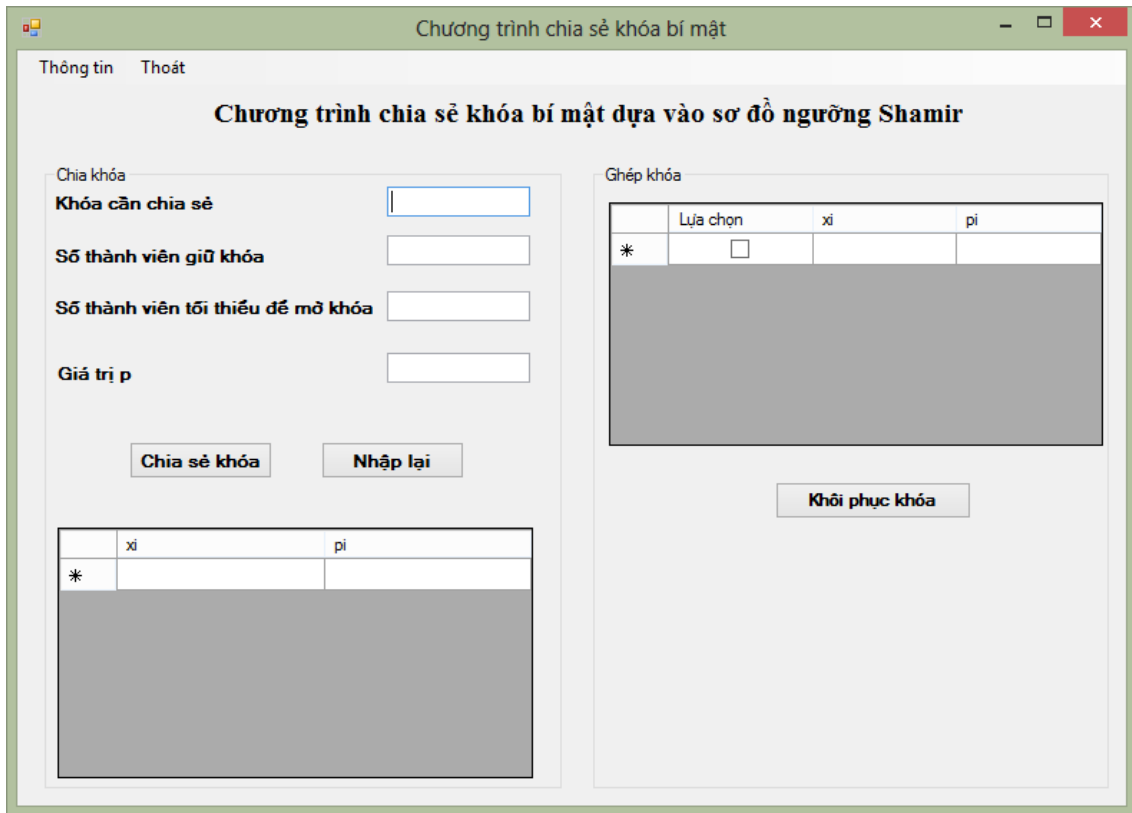 Chương trình chia sẻ khóa bí mật
Thông tin Thoát
Chương trình chia sẻ khóa bí mật dựa vào sơ đồ ngưỡng Shamir
Chia khóa
Khóa cần chia sẻ
Số thành viên giữ khóa
Số thành viên tối thiểu để mở khóa
Giá trị p
Chia sẻ khóa Nhập lại
xi pi
Ghép khóa
Lựa chọn xi pi
Khôi phục khóa